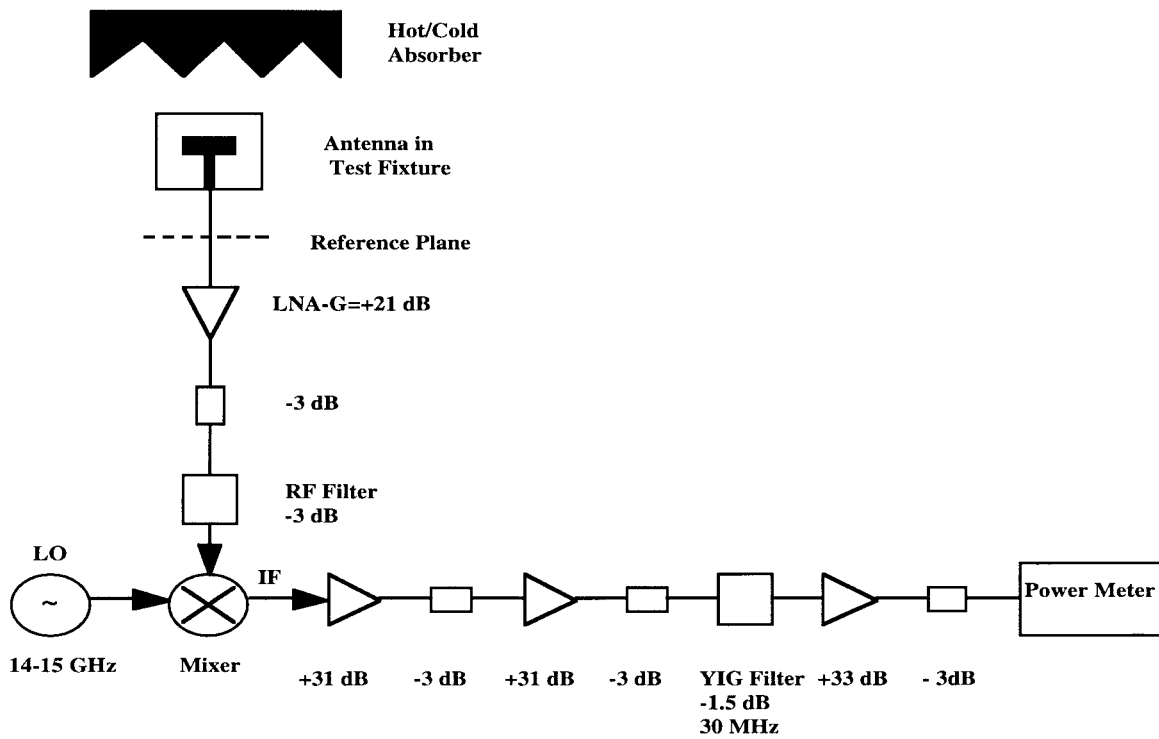 Hot/Cold
Absorber
Antenna in
Test Fixture
Reference Plane
LNA-G=+21 dB
-3 dB
RF Filter
-3 dB
LO
IF
~
Power Meter
14-15 GHz
Mixer
+31 dB
-3 dB
+31 dB
-3 dB
YIG Filter
-1.5 dB
30 MHz
+33 dB
- 3dB